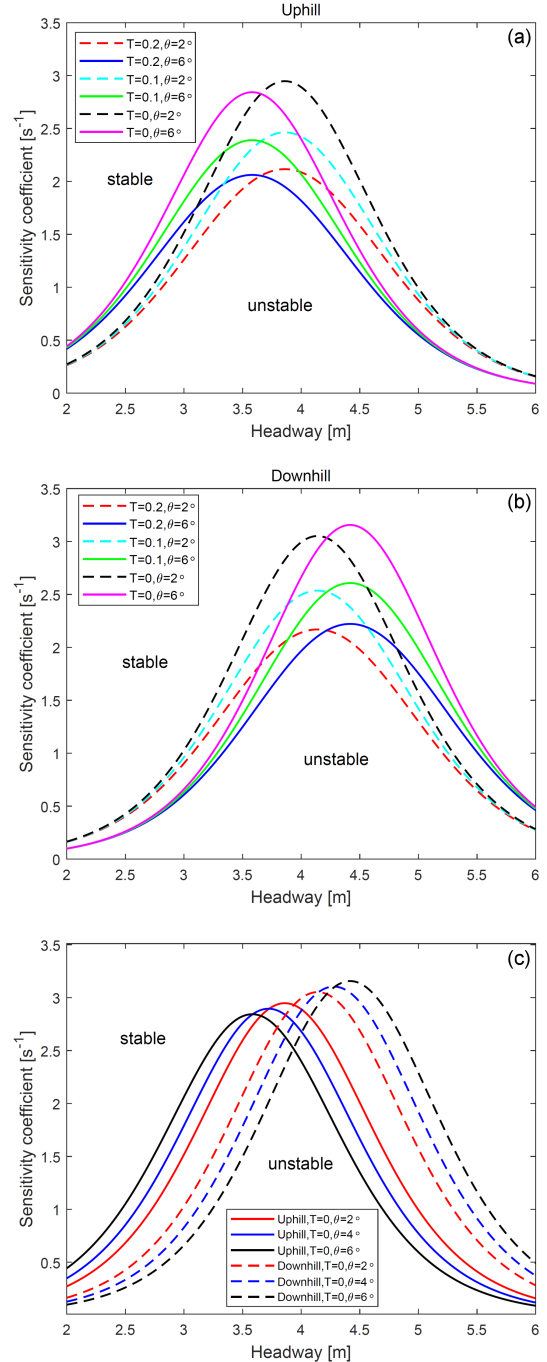 Uphill
(a)
T=0.2,θ=2°
T=0.2,θ=6°
T=0.1,θ=2°
T=0.1,θ=6°
T=0,θ=2°
T=0,θ=6°
stable
unstable
Sensitivity coefficient [s⁻¹]
3.5
3
2.5
2
1.5
1
0.5
0
2 2.5 3 3.5 4 4.5 5 5.5 6
Headway [m]
Downhill
(b)
T=0.2,θ=2°
T=0.2,θ=6°
T=0.1,θ=2°
T=0.1,θ=6°
T=0,θ=2°
T=0,θ=6°
stable
unstable
Sensitivity coefficient [s⁻¹]
3.5
3
2.5
2
1.5
1
0.5
0
2 2.5 3 3.5 4 4.5 5 5.5 6
Headway [m]
(c)
stable
unstable
Uphill,T=0,θ=2°
Uphill,T=0,θ=4°
Uphill,T=0,θ=6°
Downhill,T=0,θ=2°
Downhill,T=0,θ=4°
Downhill,T=0,θ=6°
Sensitivity coefficient [s⁻¹]
3.5
3
2.5
2
1.5
1
0.5
2 2.5 3 3.5 4 4.5 5 5.5 6
Headway [m]